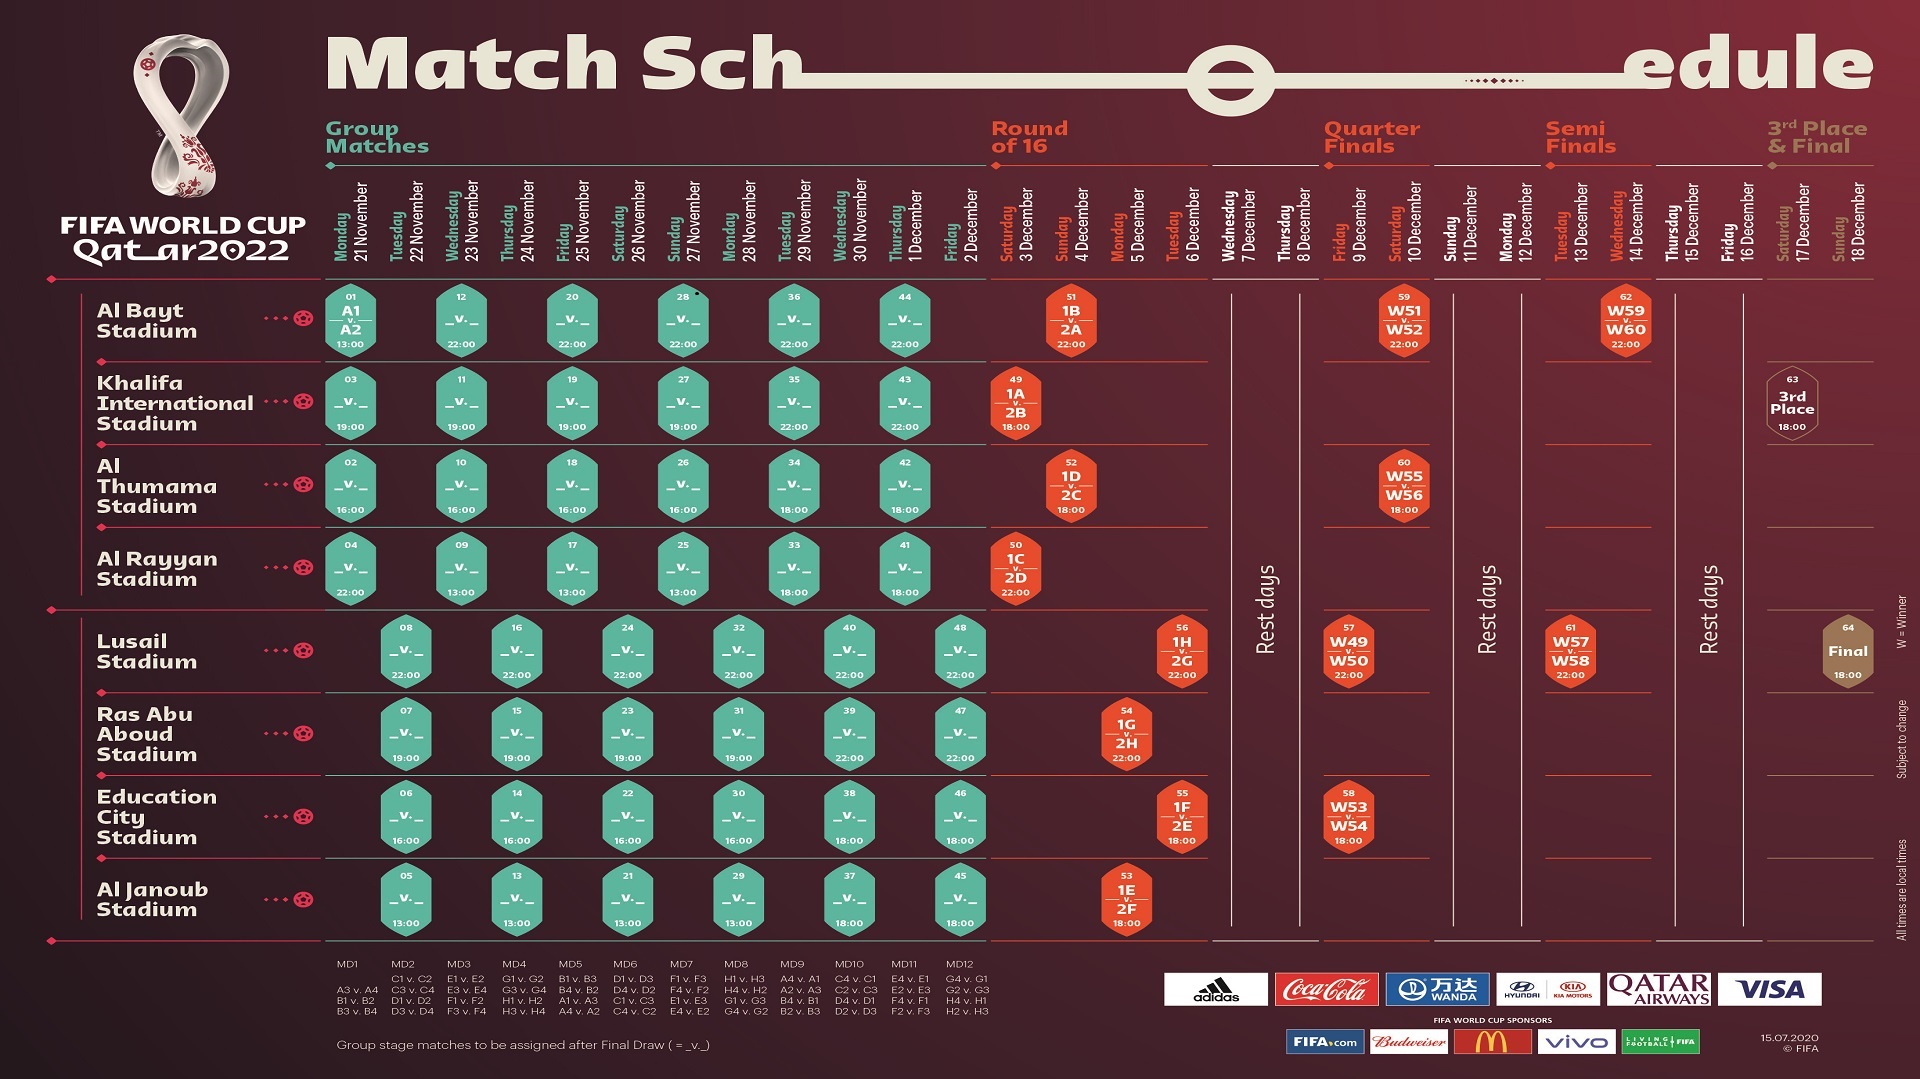 Match Schedule
FIFA WORLD CUP
Qatar2022
TM
Group
Matches
Round
of 16
Quarter
Finals
Semi
Finals
3rd Place
& Final
Monday
21 November
Tuesday
22 November
Wednesday
23 November
Thursday
24 November
Friday
25 November
Saturday
26 November
Sunday
27 November
Monday
28 November
Tuesday
29 November
Wednesday
30 November
Thursday
1 December
Friday
2 December
Saturday
3 December
Sunday
4 December
Monday
5 December
Tuesday
6 December
Wednesday
7 December
Thursday
8 December
Friday
9 December
Saturday
10 December
Sunday
11 December
Monday
12 December
Tuesday
13 December
Wednesday
14 December
Thursday
15 December
Friday
16 December
Saturday
17 December
Sunday
18 December
Al Bayt
Stadium
01 A1 v. A2 13:00
12 _v._ 22:00
20 _v._ 22:00
28 _v._ 22:00
36 _v._ 22:00
44 _v._ 22:00
51 1B v. 2A 22:00
59 W51 v. W52 22:00
62 W59 v. W60 22:00
Khalifa
International
Stadium
03 _v._ 19:00
11 _v._ 19:00
19 _v._ 19:00
27 _v._ 19:00
35 _v._ 22:00
43 _v._ 22:00
49 1A v. 2B 18:00
63 3rd Place 18:00
Al
Thumama
Stadium
02 _v._ 16:00
10 _v._ 16:00
18 _v._ 16:00
26 _v._ 16:00
34 _v._ 18:00
42 _v._ 18:00
52 1D v. 2C 18:00
60 W55 v. W56 18:00
Al Rayyan
Stadium
04 _v._ 22:00
09 _v._ 13:00
17 _v._ 13:00
25 _v._ 13:00
33 _v._ 18:00
41 _v._ 18:00
50 1C v. 2D 22:00
Rest days
Rest days
Rest days
Lusail
Stadium
08 _v._ 22:00
16 _v._ 22:00
24 _v._ 22:00
32 _v._ 22:00
40 _v._ 22:00
48 _v._ 22:00
56 1H v. 2G 22:00
57 W49 v. W50 22:00
61 W57 v. W58 22:00
64 Final 18:00
Ras Abu
Aboud
Stadium
07 _v._ 19:00
15 _v._ 19:00
23 _v._ 19:00
31 _v._ 19:00
39 _v._ 22:00
47 _v._ 22:00
54 1G v. 2H 22:00
Education
City
Stadium
06 _v._ 16:00
14 _v._ 16:00
22 _v._ 16:00
30 _v._ 16:00
38 _v._ 18:00
46 _v._ 18:00
55 1F v. 2E 18:00
58 W53 v. W54 18:00
Al Janoub
Stadium
05 _v._ 13:00
13 _v._ 13:00
21 _v._ 13:00
29 _v._ 13:00
37 _v._ 18:00
45 _v._ 18:00
53 1E v. 2F 18:00
W = Winner
Subject to change
All times are local times
MD1 MD2 MD3 MD4 MD5 MD6 MD7 MD8 MD9 MD10 MD11 MD12
C1 v. C2 E1 v. E2 G1 v. G2 B1 v. B3 D1 v. D3 F1 v. F3 H1 v. H3 A4 v. A1 C4 v. C1 E4 v. E1 G4 v. G1
A3 v. A4 C3 v. C4 E3 v. E4 G3 v. G4 B4 v. B2 D4 v. D2 F4 v. F2 H4 v. H2 A2 v. A3 C2 v. C3 E2 v. E3 G2 v. G3
B1 v. B2 D1 v. D2 F1 v. F2 H1 v. H2 A1 v. A3 C1 v. C3 E1 v. E3 G1 v. G3 B4 v. B1 D4 v. D1 F4 v. F1 H4 v. H1
B3 v. B4 D3 v. D4 F3 v. F4 H3 v. H4 A4 v. A2 C4 v. C2 E4 v. E2 G4 v. G2 B2 v. B3 D2 v. D3 F2 v. F3 H2 v. H3
Group stage matches to be assigned after Final Draw ( = _v._)
adidas
Coca-Cola
万达
WANDA
HYUNDAI
KIA
KIA MOTORS
QATAR
AIRWAYS
VISA
FIFA WORLD CUP SPONSORS
FIFA.com
Budweiser
vivo
LIVING
FOOTBALL
FIFA
15.07.2020
© FIFA